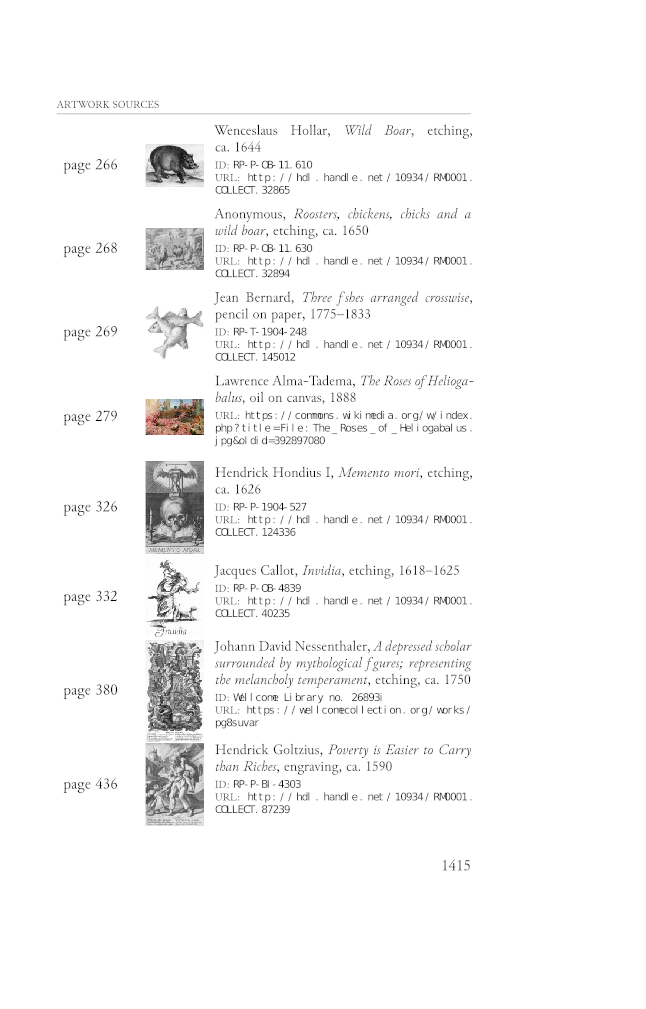 ARTWORK SOURCES
Wenceslaus Hollar, Wild Boar, etching,
ca. 1644
page 266
ID: RP-P-OB-11.610
URL: http://hdl.handle.net/10934/RM0001.
COLLECT.32865
Anonymous, Roosters, chickens, chicks and a
wild boar, etching, ca. 1650
page 268
ID: RP-P-OB-11.630
URL: http://hdl.handle.net/10934/RM0001.
COLLECT.32894
Jean Bernard, Three fshes arranged crosswise,
pencil on paper, 1775–1833
page 269
ID: RP-T-1904-248
URL: http://hdl.handle.net/10934/RM0001.
COLLECT.145012
Lawrence Alma-Tadema, The Roses of Helioga-
balus, oil on canvas, 1888
page 279
URL: https://commons.wikimedia.org/w/index.
php?title=File:The_Roses_of_Heliogabalus.
jpg&oldid=392897080
Hendrick Hondius I, Memento mori, etching,
ca. 1626
page 326
ID: RP-P-1904-527
URL: http://hdl.handle.net/10934/RM0001.
COLLECT.124336
MEMENTO MORI
Jacques Callot, Invidia, etching, 1618–1625
page 332
ID: RP-P-OB-4839
URL: http://hdl.handle.net/10934/RM0001.
COLLECT.40235
Invidia
Johann David Nessenthaler, A depressed scholar
surrounded by mythological fgures; representing
the melancholy temperament, etching, ca. 1750
page 380
ID: Wellcome Library no. 26893i
URL: https://wellcomecollection.org/works/
pg8suvar
Hendrick Goltzius, Poverty is Easier to Carry
than Riches, engraving, ca. 1590
page 436
ID: RP-P-BI-4303
URL: http://hdl.handle.net/10934/RM0001.
COLLECT.87239
1415